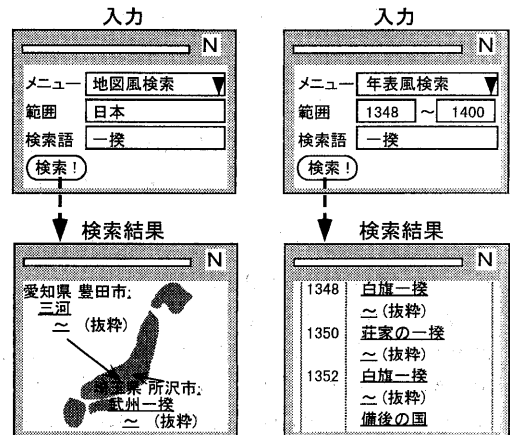 入力
N
メニュー 地図風検索
範囲 日本
検索語 一揆
検索!
検索結果
N
愛知県 豊田市:
三河
～ (抜粋)
埼玉県 所沢市:
武州一揆
～ (抜粋)
入力
N
メニュー 年表風検索
範囲 1348 ～ 1400
検索語 一揆
検索!
検索結果
N
1348 白旗一揆
～(抜粋)
1350 荘家の一揆
～(抜粋)
1352 白旗一揆
～(抜粋)
備後の国